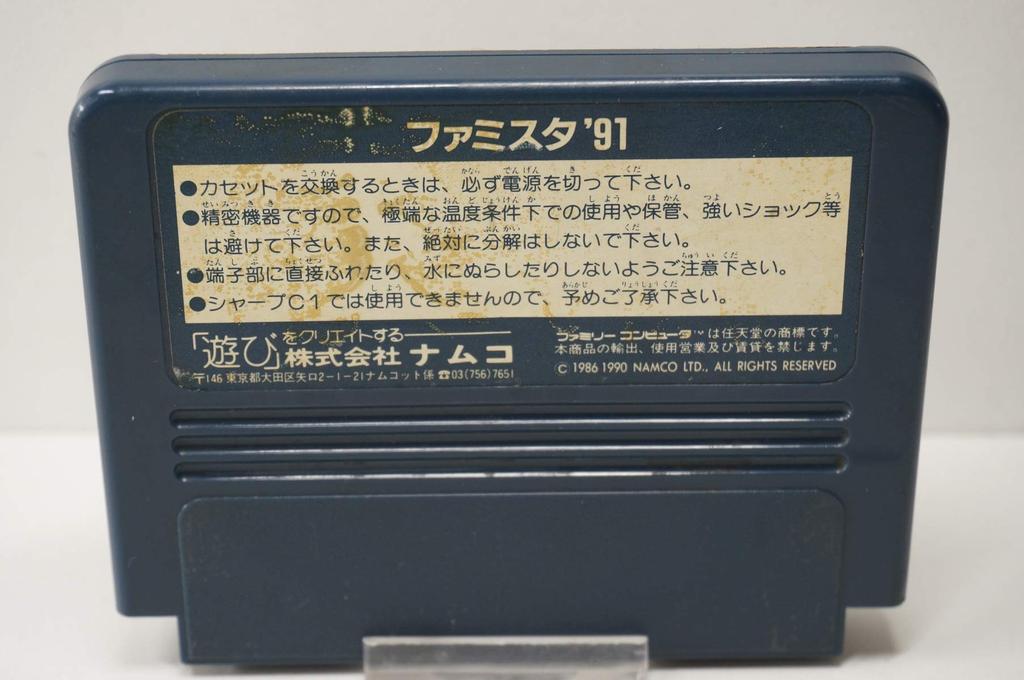 ファミスタ'91
●カセットを交換するときは、必ず電源を切って下さい。
●精密機器ですので、極端な温度条件下での使用や保管、強いショック等
は避けて下さい。また、絶対に分解はしないで下さい。
●端子部に直接ふれたり、水にぬらしたりしないようご注意下さい。
●シャープC1では使用できませんので、予めご了承下さい。
「遊び」をクリエイトする
株式会社ナムコ
〒146 東京都大田区矢口2-1-21ナムコット係 ☎03(756)7651
ファミリーコンピュータ™は任天堂の商標です。
本商品の輸出、使用営業及び賃貸を禁じます。
© 1986 1990 NAMCO LTD., ALL RIGHTS RESERVED